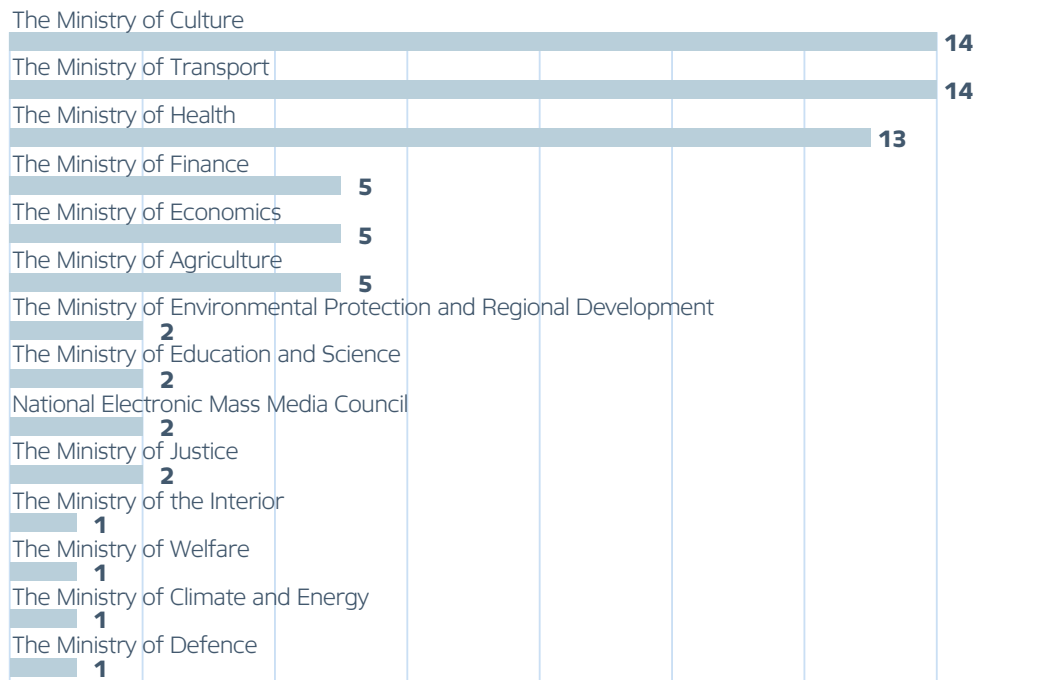 The Ministry of Culture
14
The Ministry of Transport
14
The Ministry of Health
13
The Ministry of Finance
5
The Ministry of Economics
5
The Ministry of Agriculture
5
The Ministry of Environmental Protection and Regional Development
2
The Ministry of Education and Science
2
National Electronic Mass Media Council
2
The Ministry of Justice
2
The Ministry of the Interior
1
The Ministry of Welfare
1
The Ministry of Climate and Energy
1
The Ministry of Defence
1